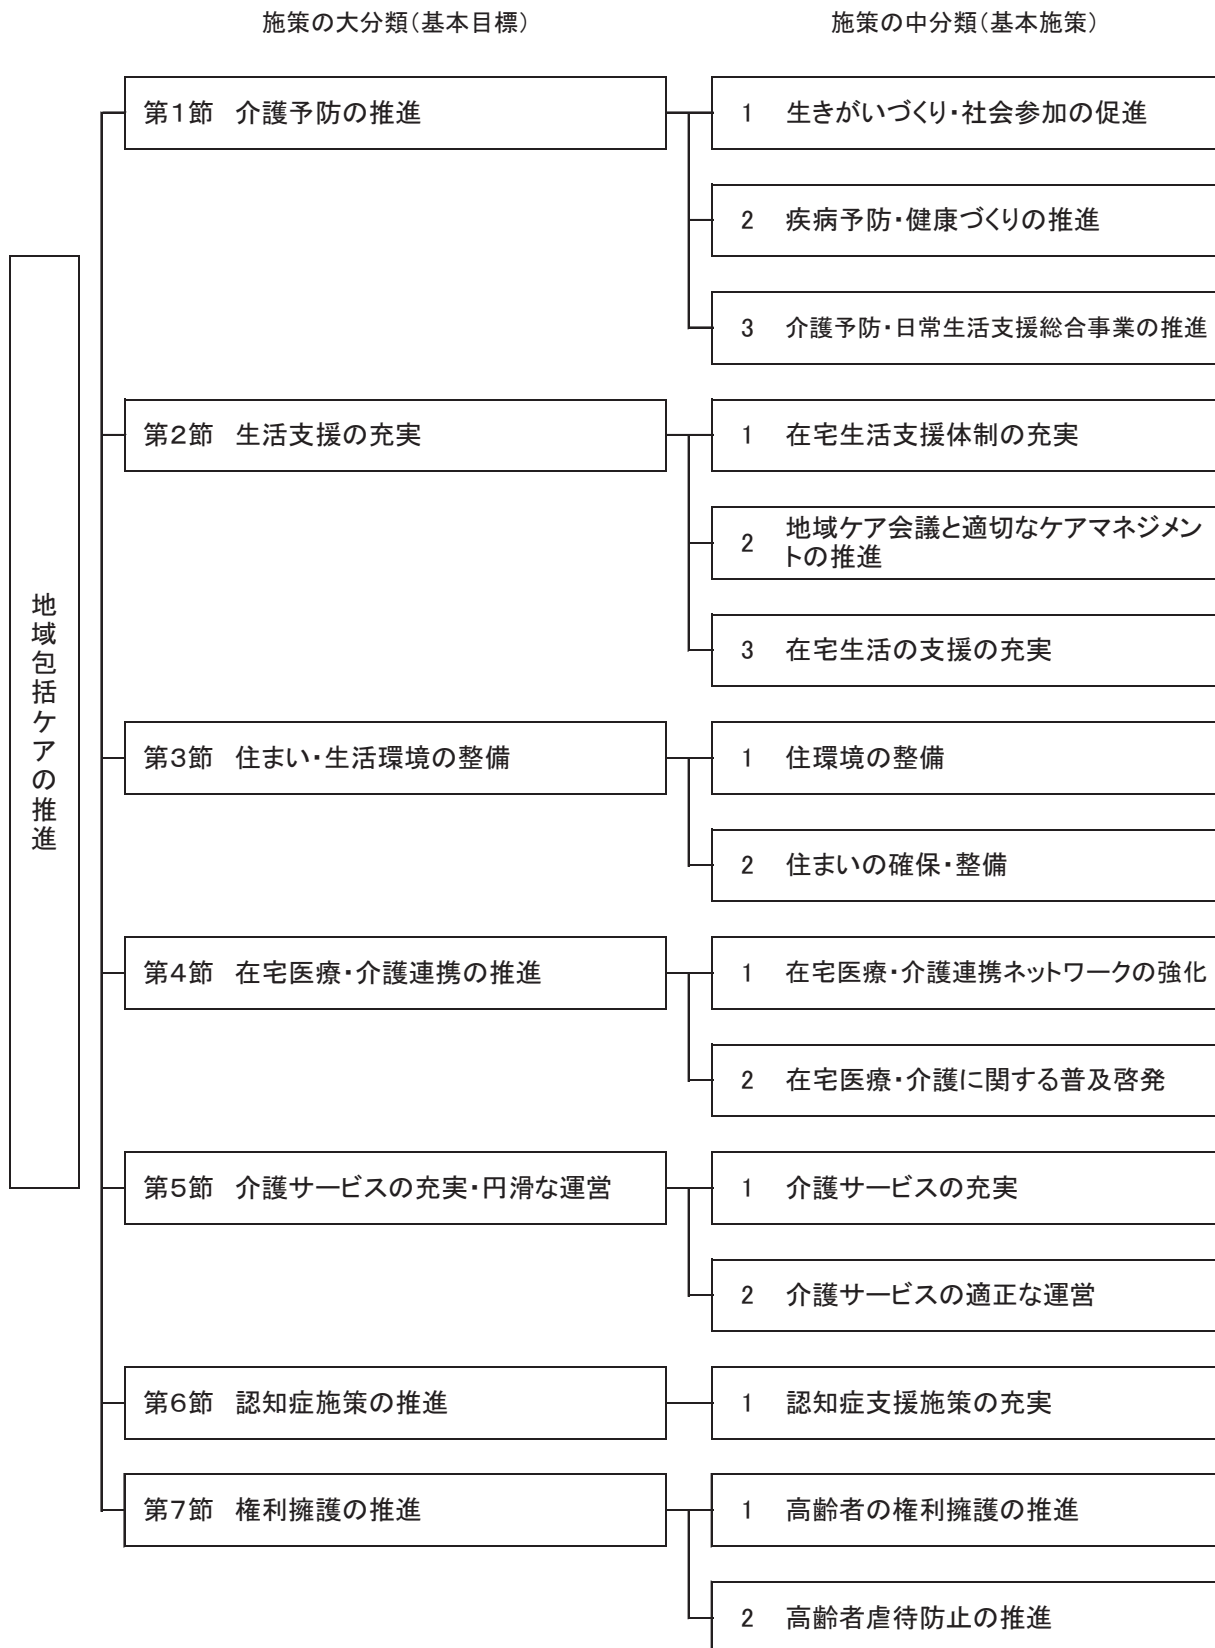 施策の大分類(基本目標)
施策の中分類(基本施策)
地域包括ケアの推進
第1節 介護予防の推進
1 生きがいづくり・社会参加の促進
2 疾病予防・健康づくりの推進
3 介護予防・日常生活支援総合事業の推進
第2節 生活支援の充実
1 在宅生活支援体制の充実
2 地域ケア会議と適切なケアマネジメン
トの推進
3 在宅生活の支援の充実
第3節 住まい・生活環境の整備
1 住環境の整備
2 住まいの確保・整備
第4節 在宅医療・介護連携の推進
1 在宅医療・介護連携ネットワークの強化
2 在宅医療・介護に関する普及啓発
第5節 介護サービスの充実・円滑な運営
1 介護サービスの充実
2 介護サービスの適正な運営
第6節 認知症施策の推進
1 認知症支援施策の充実
第7節 権利擁護の推進
1 高齢者の権利擁護の推進
2 高齢者虐待防止の推進